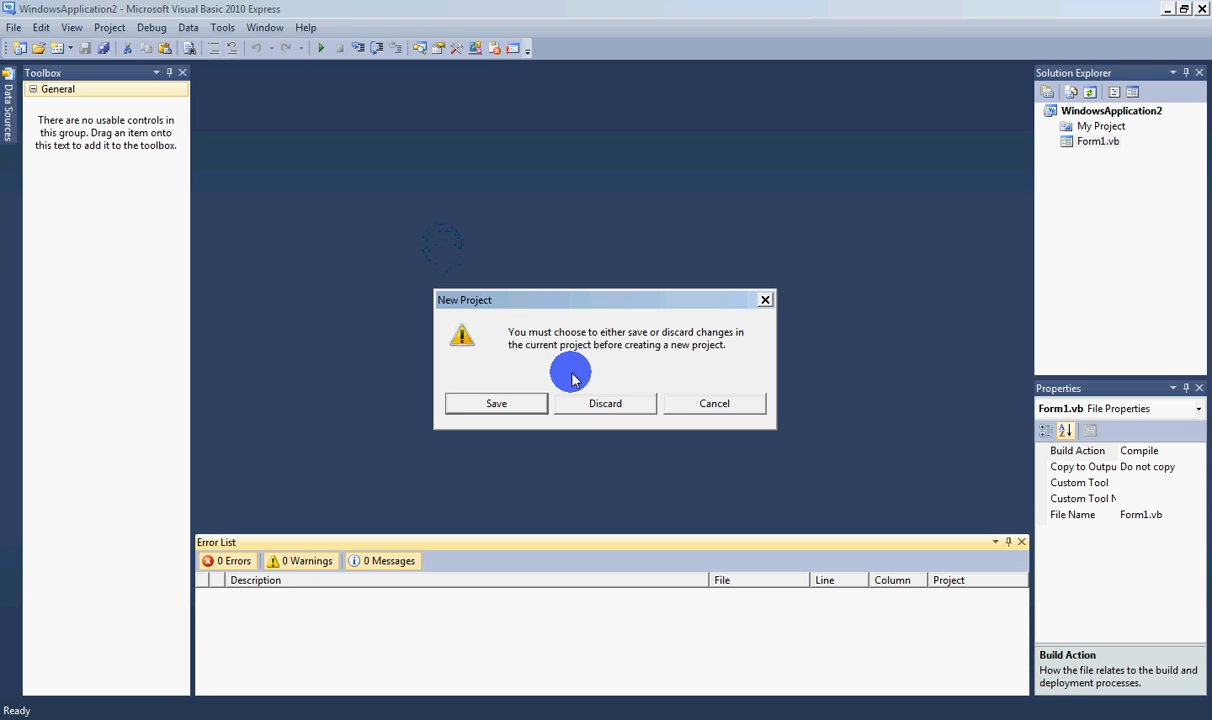 WindowsApplication2 - Microsoft Visual Basic 2010 Express
File Edit View Project Debug Data Tools Window Help
Data Sources
Toolbox
General
There are no usable controls in
this group. Drag an item onto
this text to add it to the toolbox.
New Project
You must choose to either save or discard changes in
the current project before creating a new project.
Save Discard Cancel
Error List
0 Errors 0 Warnings 0 Messages
Description File Line Column Project
Solution Explorer
WindowsApplication2
My Project
Form1.vb
Properties
Form1.vb File Properties
Build Action Compile
Copy to Outpu Do not copy
Custom Tool
Custom Tool N
File Name Form1.vb
Build Action
How the file relates to the build and
deployment processes.
Ready